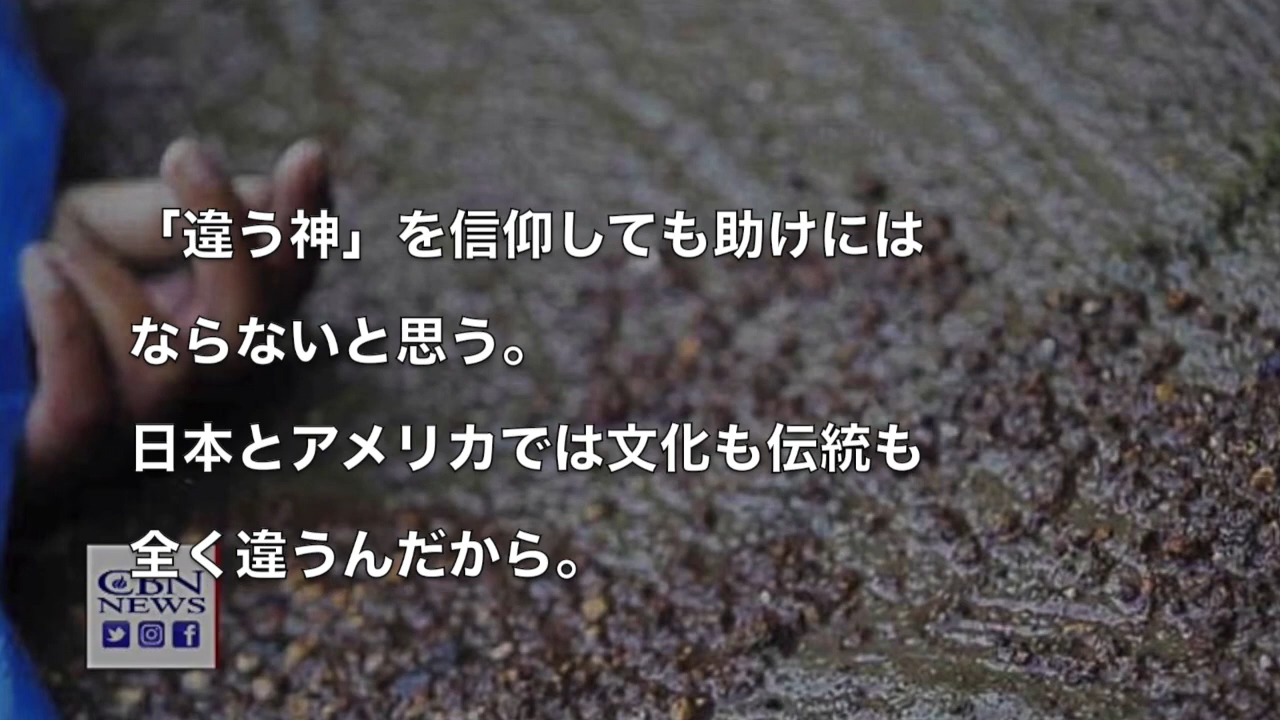 「違う神」を信仰しても助けには
ならないと思う。
日本とアメリカでは文化も伝統も
全く違うんだから。
CBN
NEWS